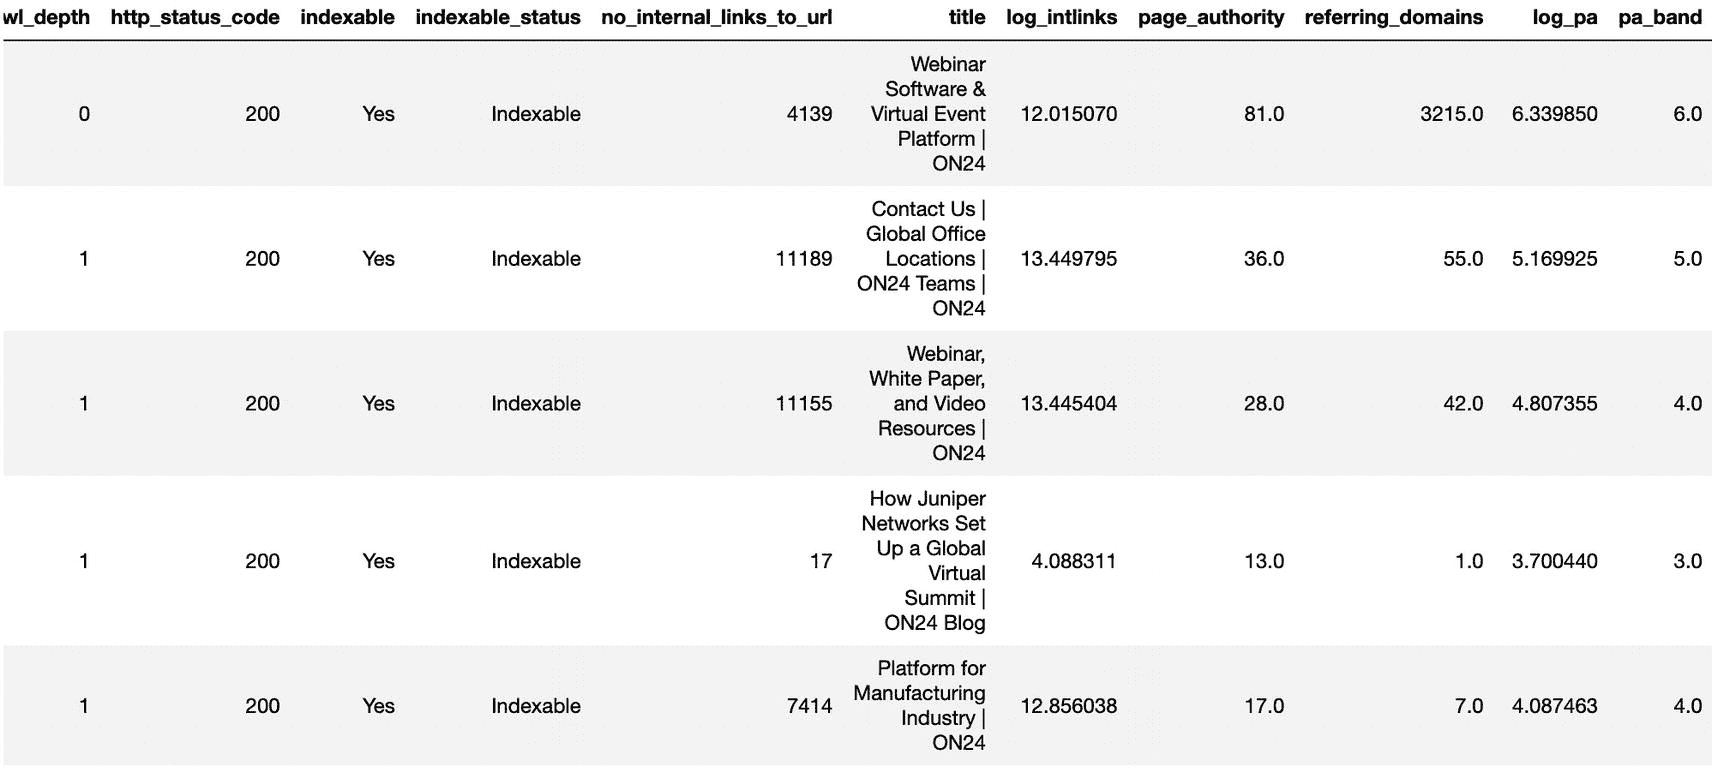 wl_depth http_status_code indexable indexable_status no_internal_links_to_url title log_intlinks page_authority referring_domains log_pa pa_band
Webinar
Software &
0 200 Yes Indexable 4139 Virtual Event 12.015070 81.0 3215.0 6.339850 6.0
Platform |
ON24
Contact Us |
Global Office
1 200 Yes Indexable 11189 Locations | 13.449795 36.0 55.0 5.169925 5.0
ON24 Teams |
ON24
Webinar,
White Paper,
1 200 Yes Indexable 11155 and Video 13.445404 28.0 42.0 4.807355 4.0
Resources |
ON24
How Juniper
Networks Set
Up a Global
1 200 Yes Indexable 17 Virtual 4.088311 13.0 1.0 3.700440 3.0
Summit |
ON24 Blog
Platform for
Manufacturing
1 200 Yes Indexable 7414 Industry | 12.856038 17.0 7.0 4.087463 4.0
ON24